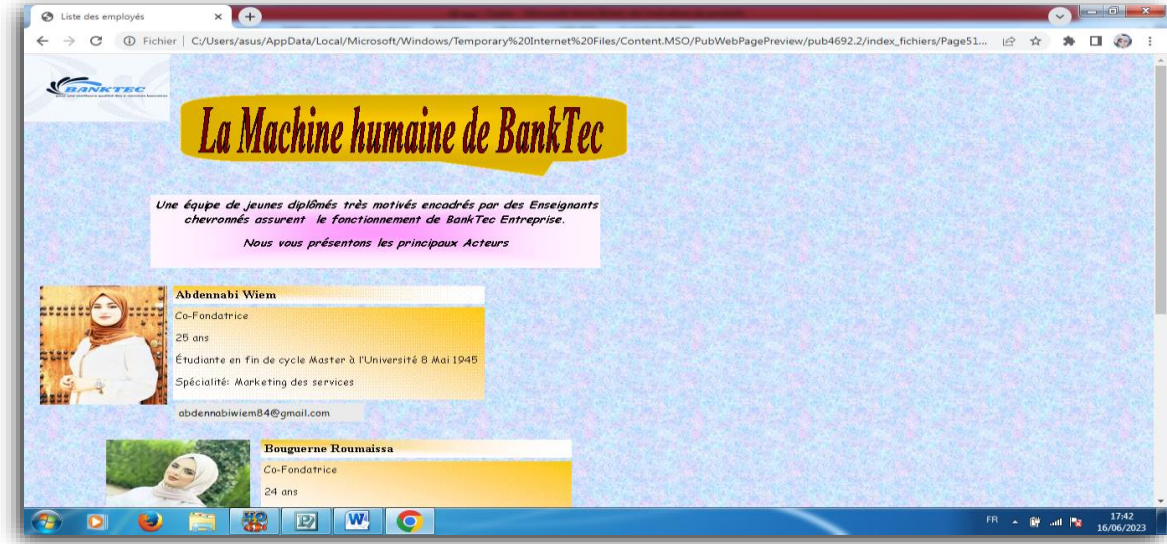 Liste des employés
Fichier | C:/Users/asus/AppData/Local/Microsoft/Windows/Temporary%20Internet%20Files/Content.MSO/PubWebPagePreview/pub4692.2/index_fichiers/Page51...
BANKTEC
La Machine humaine de BankTec
Une équipe de jeunes diplômés très motivés encadrés par des Enseignants
chevronnés assurent le fonctionnement de BankTec Entreprise.
Nous vous présentons les principaux Acteurs
Abdennabi Wiem
Co-Fondatrice
25 ans
Étudiante en fin de cycle Master à l'Université 8 Mai 1945
Spécialité: Marketing des services
abdennabiwiem84@gmail.com
Bouguerne Roumaissa
Co-Fondatrice
24 ans
FR
17:42
16/06/2023